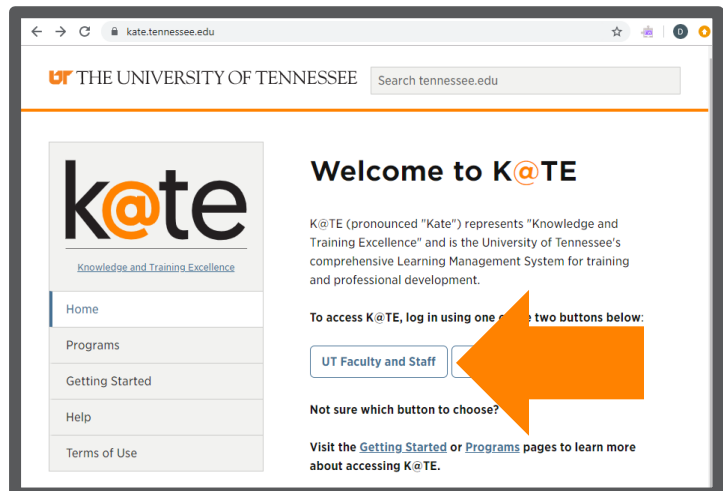 kate.tennessee.edu
D
UT THE UNIVERSITY OF TENNESSEE
Search tennessee.edu
k@te
Knowledge and Training Excellence
Home
Programs
Getting Started
Help
Terms of Use
Welcome to K@TE
K@TE (pronounced "Kate") represents "Knowledge and
Training Excellence" and is the University of Tennessee's
comprehensive Learning Management System for training
and professional development.
To access K@TE, log in using one two buttons below:
UT Faculty and Staff
Not sure which button to choose?
Visit the Getting Started or Programs pages to learn more
about accessing K@TE.